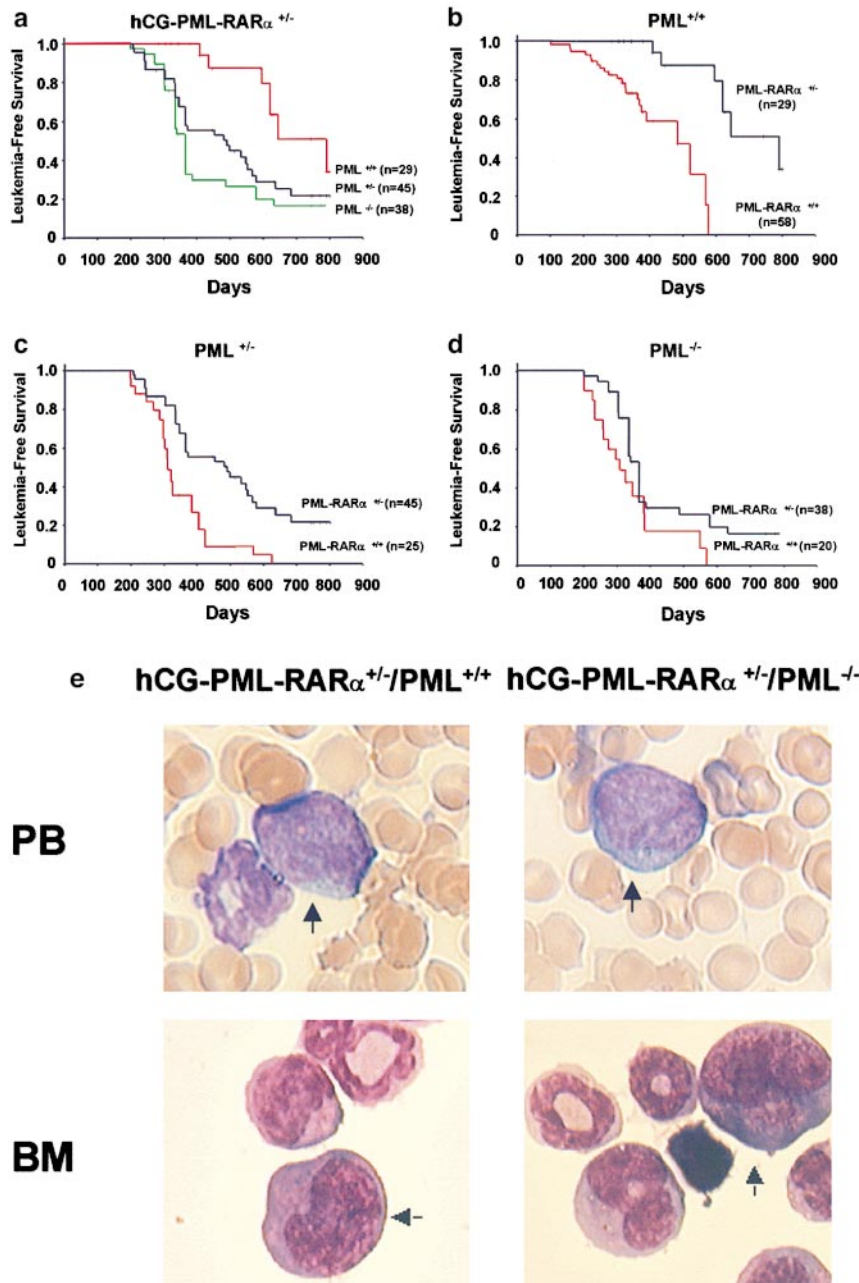 a
hCG-PML-RARα +/-
Leukemia-Free Survival
1.0
0.8
0.6
0.4
0.2
0
PML +/+ (n=29)
PML +/- (n=45)
PML -/- (n=38)
0 100 200 300 400 500 600 700 800 900
Days
b
PML+/+
Leukemia-Free Survival
1.0
0.8
0.6
0.4
0.2
0
PML-RARα +/-
(n=29)
PML-RARα +/+
(n=58)
0 100 200 300 400 500 600 700 800 900
Days
c
PML +/-
Leukemia-Free Survival
1.0
0.8
0.6
0.4
0.2
0
PML-RARα +/- (n=45)
PML-RARα +/+ (n=25)
0 100 200 300 400 500 600 700 800 900
Days
d
PML-/-
Leukemia-Free Survival
1.0
0.8
0.6
0.4
0.2
0
PML-RARα +/- (n=38)
PML-RARα +/+ (n=20)
0 100 200 300 400 500 600 700 800 900
Days
e
hCG-PML-RARα+/-/PML+/+
hCG-PML-RARα +/-/PML-/-
PB
BM